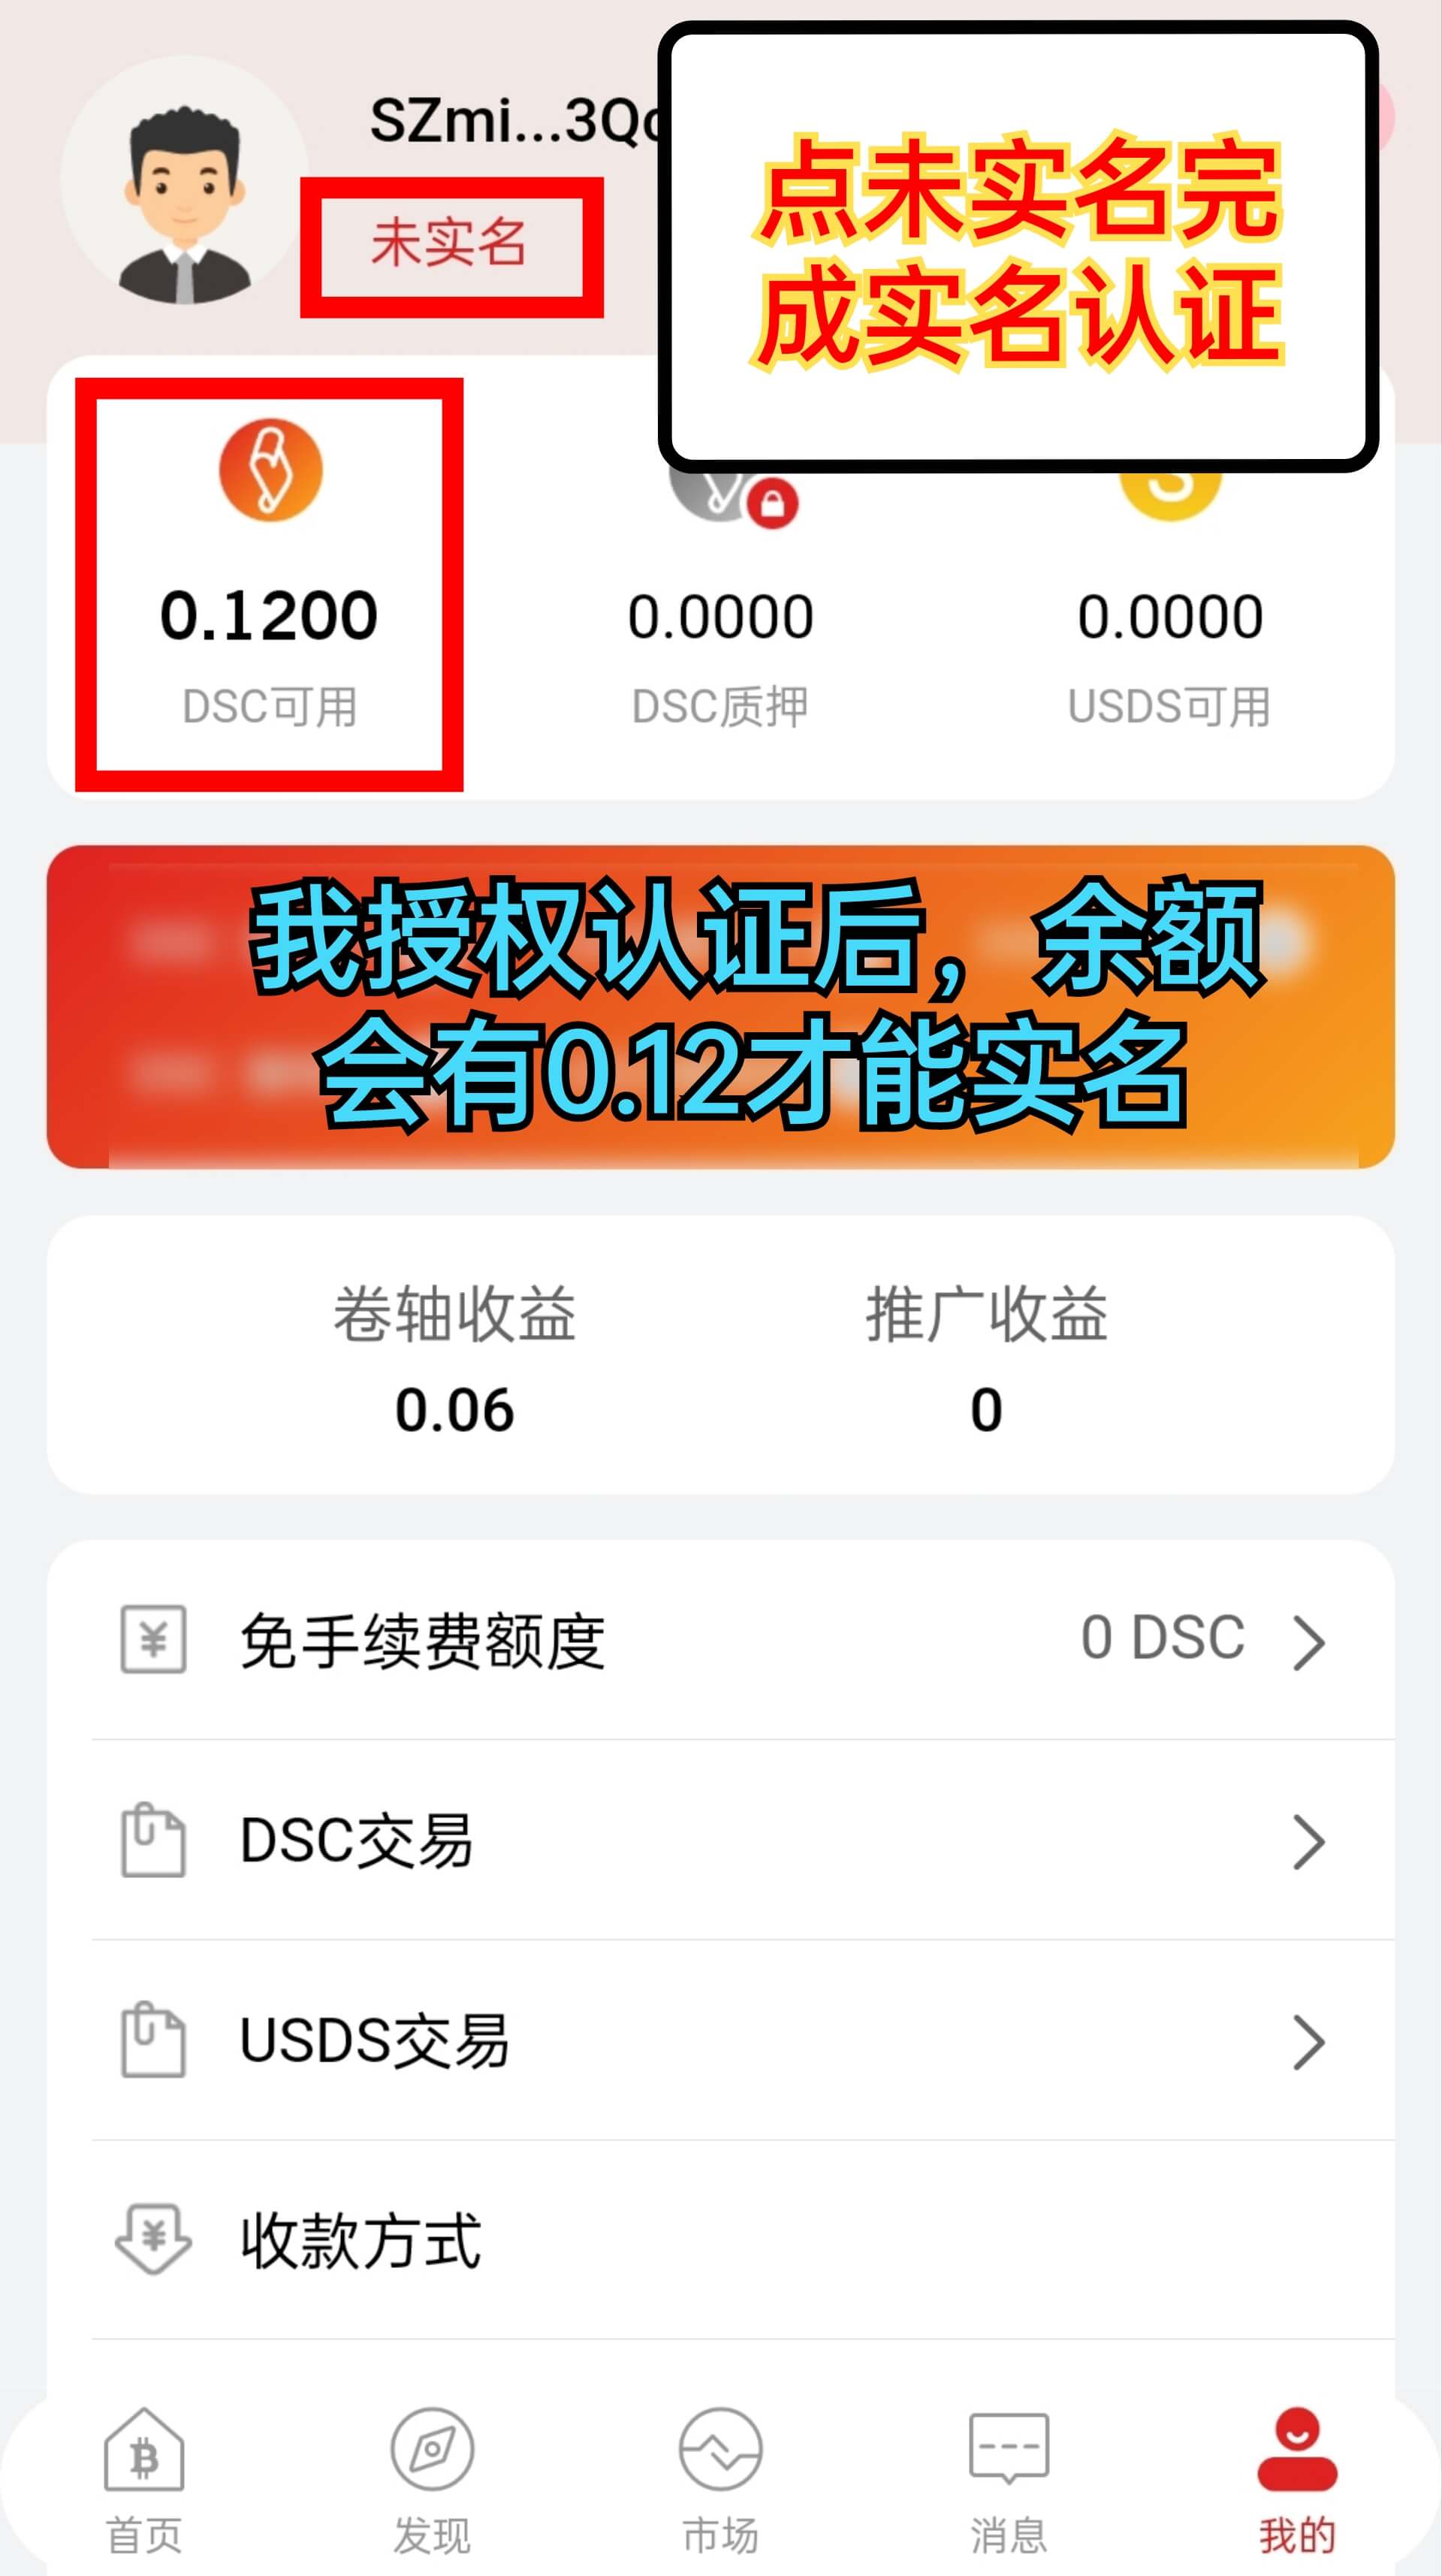 SZmi...3Q
未实名
点未实名完
成实名认证
0.1200
0.0000
0.0000
DSC可用
DSC质押
USDS可用
我授权认证后，余额
会有0.12才能实名
卷轴收益
推广收益
0.06
0
免手续费额度
0 DSC
DSC交易
USDS交易
收款方式
首页
发现
市场
消息
我的